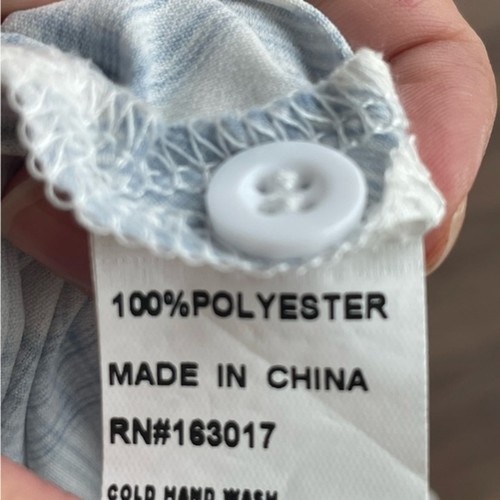 100%POLYESTER
MADE IN CHINA
RN#163017
COLD HAND WASH